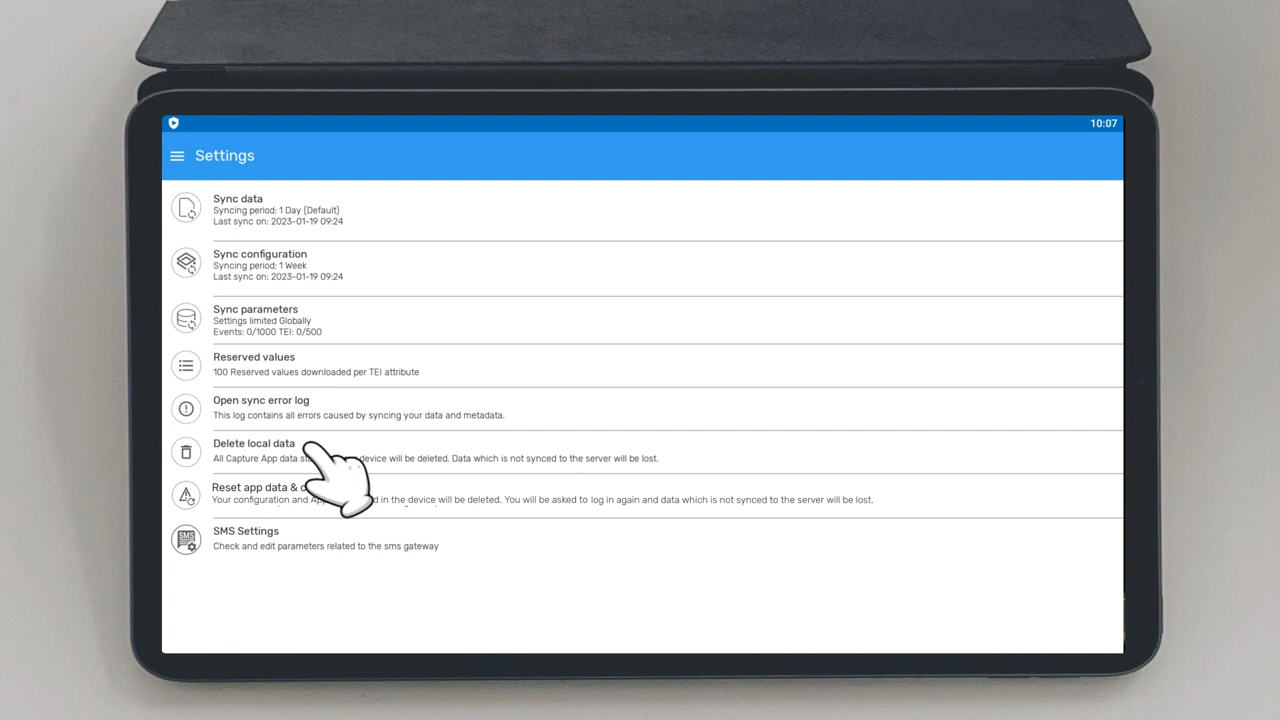 10:07
Settings
Sync data
Syncing period: 1 Day (Default)
Last sync on: 2023-01-19 09:24
Sync configuration
Syncing period: 1 Week
Last sync on: 2023-01-19 09:24
Sync parameters
Settings limited Globally
Events: 0/1000 TEI: 0/500
Reserved values
100 Reserved values downloaded per TEI attribute
Open sync error log
This log contains all errors caused by syncing your data and metadata.
Delete local data
All Capture App data device will be deleted. Data which is not synced to the server will be lost.
Reset app data &
Your configuration and in the device will be deleted. You will be asked to log in again and data which is not synced to the server will be lost.
SMS
SMS Settings
Check and edit parameters related to the sms gateway